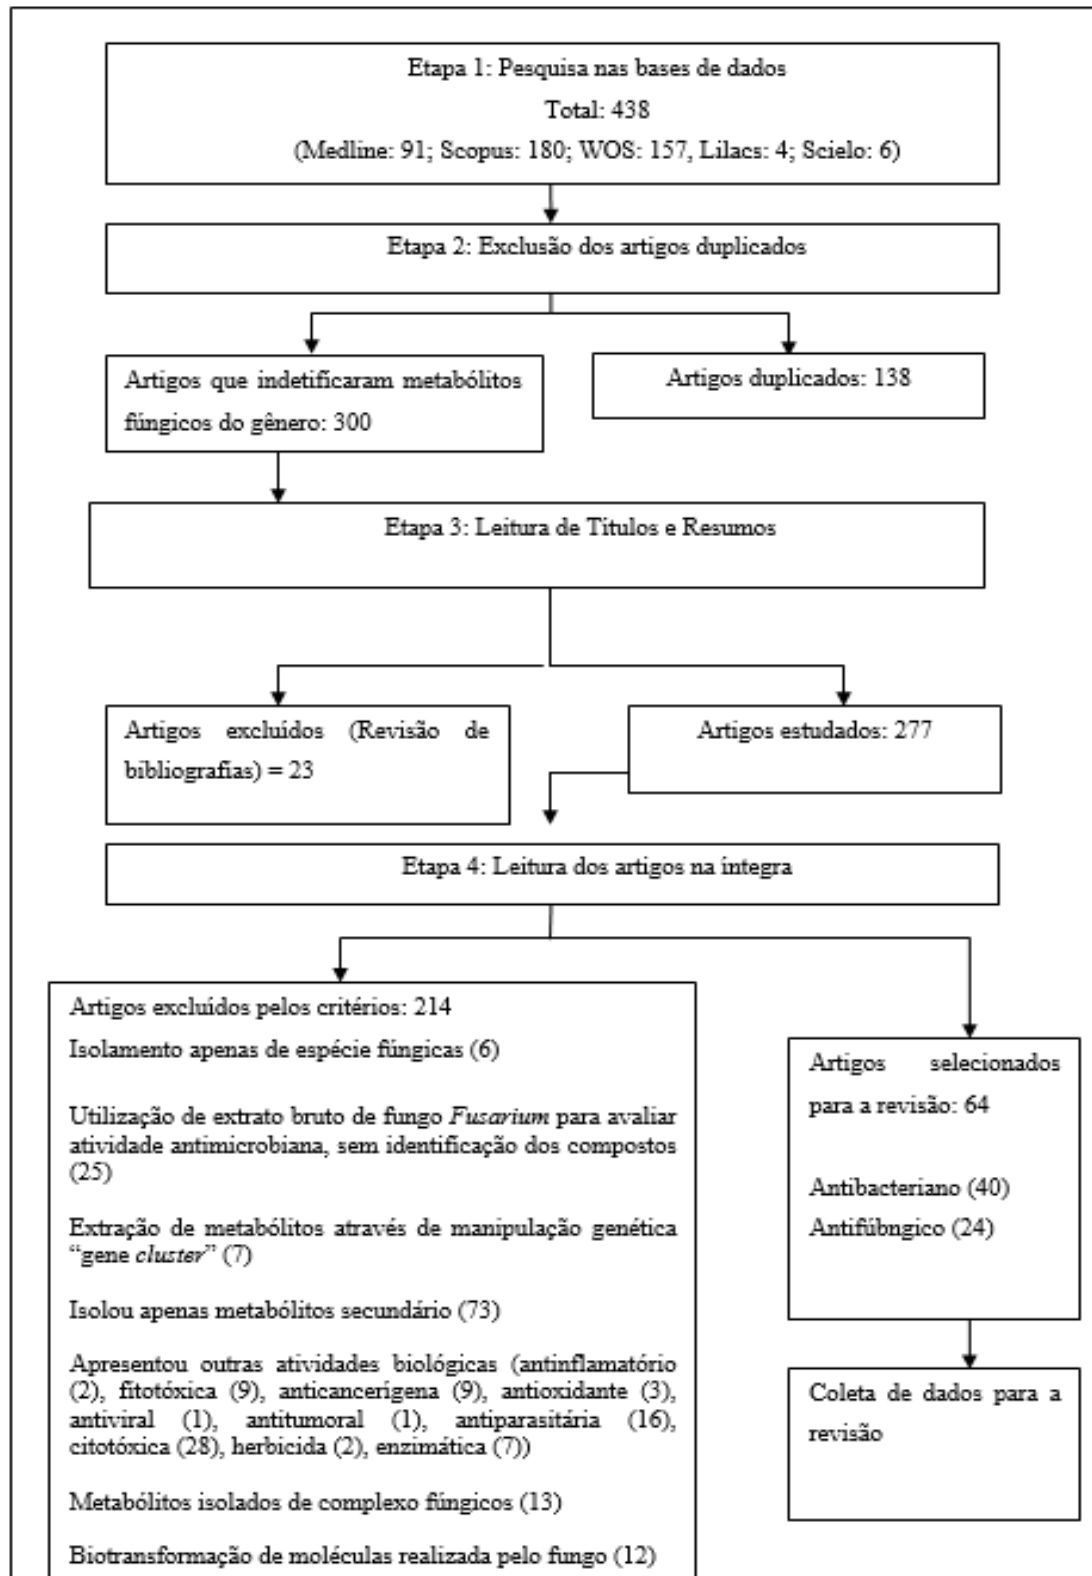 Etapa 1: Pesquisa nas bases de dados
Total: 438
(Medline: 91; Scopus: 180; WOS: 157, Lilacs: 4; Scielo: 6)
Etapa 2: Exclusão dos artigos duplicados
Artigos que indetificaram metabólitos
fúngicos do gênero: 300
Artigos duplicados: 138
Etapa 3: Leitura de Títulos e Resumos
Artigos excluídos (Revisão de
bibliografias) = 23
Artigos estudados: 277
Etapa 4: Leitura dos artigos na íntegra
Artigos excluídos pelos critérios: 214
Isolamento apenas de espécie fúngicas (6)
Utilização de extrato bruto de fungo Fusarium para avaliar
atividade antimicrobiana, sem identificação dos compostos
(25)
Extração de metabólitos através de manipulação genética
“gene cluster” (7)
Isolou apenas metabólitos secundário (73)
Apresentou outras atividades biológicas (antinflamatório
(2), fitotóxica (9), anticancerígena (9), antioxidante (3),
antiviral (1), antitumoral (1), antiparasitária (16),
citotóxica (28), herbicida (2), enzimática (7))
Metabólitos isolados de complexo fúngicos (13)
Biotransformação de moléculas realizada pelo fungo (12)
Artigos selecionados
para a revisão: 64
Antibacteriano (40)
Antifúbngico (24)
Coleta de dados para a
revisão